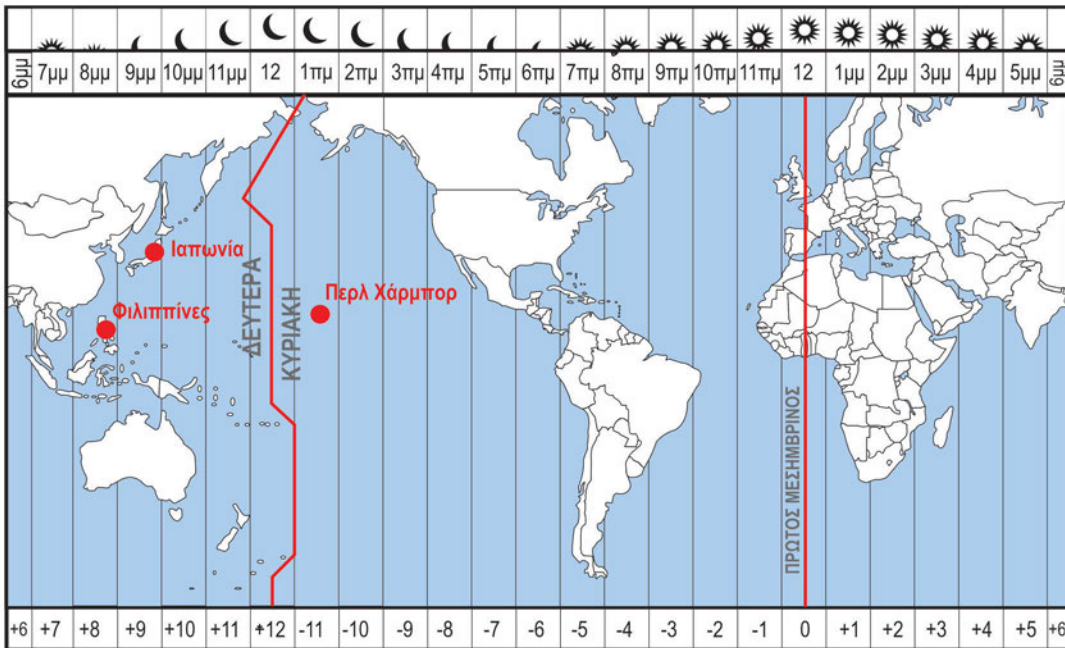 6μμ 7μμ 8μμ 9μμ 10μμ 11μμ 12 1πμ 2πμ 3πμ 4πμ 5πμ 6πμ 7πμ 8πμ 9πμ 10πμ 11πμ 12 1μμ 2μμ 3μμ 4μμ 5μμ 6μμ
Ιαπωνία
Φιλιππίνες
ΔΕΥΤΕΡΑ
ΚΥΡΙΑΚΗ
Περλ Χάρμπορ
ΠΡΩΤΟΣ ΜΕΣΗΜΒΡΙΝΟΣ
+6 +7 +8 +9 +10 +11 +12 -11 -10 -9 -8 -7 -6 -5 -4 -3 -2 -1 0 +1 +2 +3 +4 +5 +6